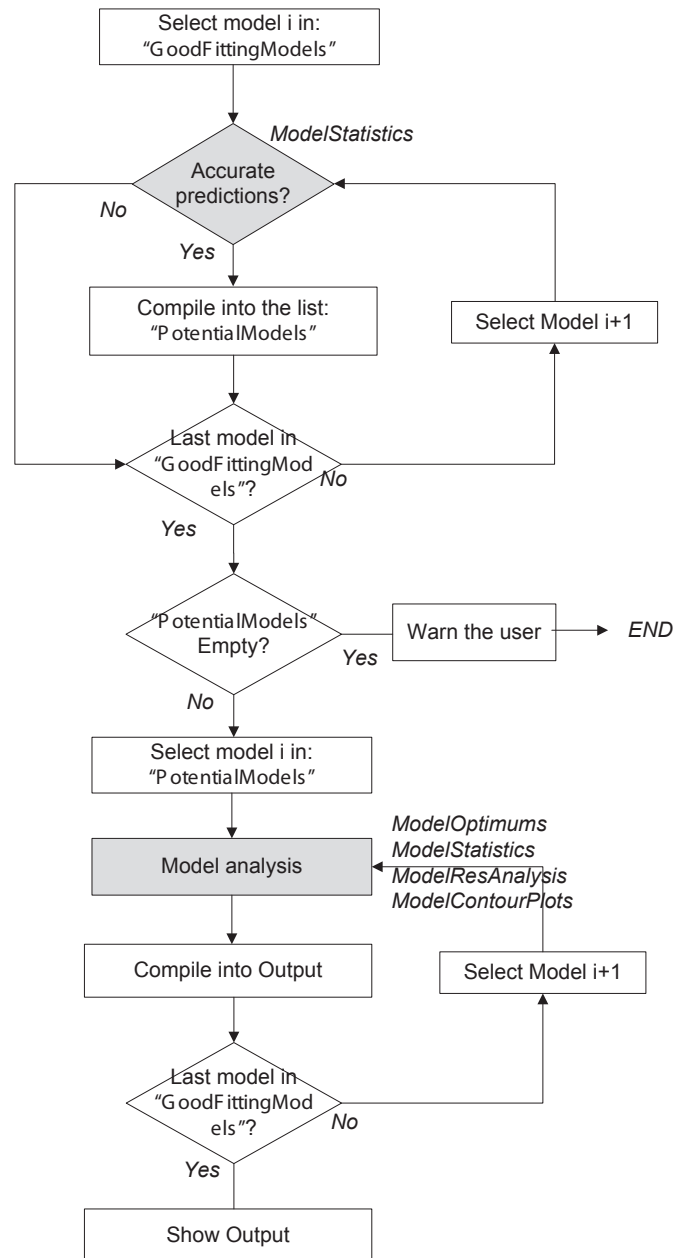 Select model i in:
“GoodFittingModels”
ModelStatistics
Accurate
predictions?
No
Yes
Compile into the list:
“PotentialModels”
Select Model i+1
Last model in
“GoodFittingMod
els”?
No
Yes
“PotentialModels”
Empty?
Warn the user
END
Yes
No
Select model i in:
“PotentialModels”
ModelOptimums
ModelStatistics
ModelResAnalysis
ModelContourPlots
Model analysis
Compile into Output
Select Model i+1
Last model in
“GoodFittingMod
els”?
No
Yes
Show Output